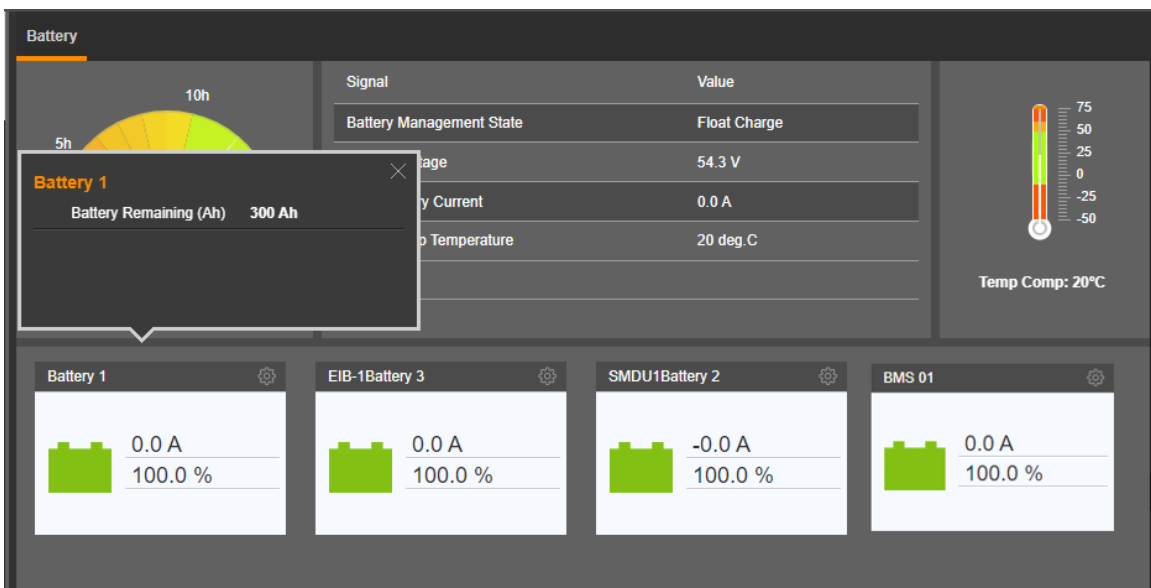 Battery
10h
5h
Signal Value
Battery Management State Float Charge
tage 54.3 V
y Current 0.0 A
Temperature 20 deg.C
Battery 1
Battery Remaining (Ah) 300 Ah
75
50
25
0
-25
-50
Temp Comp: 20°C
Battery 1
0.0 A
100.0 %
EIB-1Battery 3
0.0 A
100.0 %
SMDU1Battery 2
-0.0 A
100.0 %
BMS 01
0.0 A
100.0 %